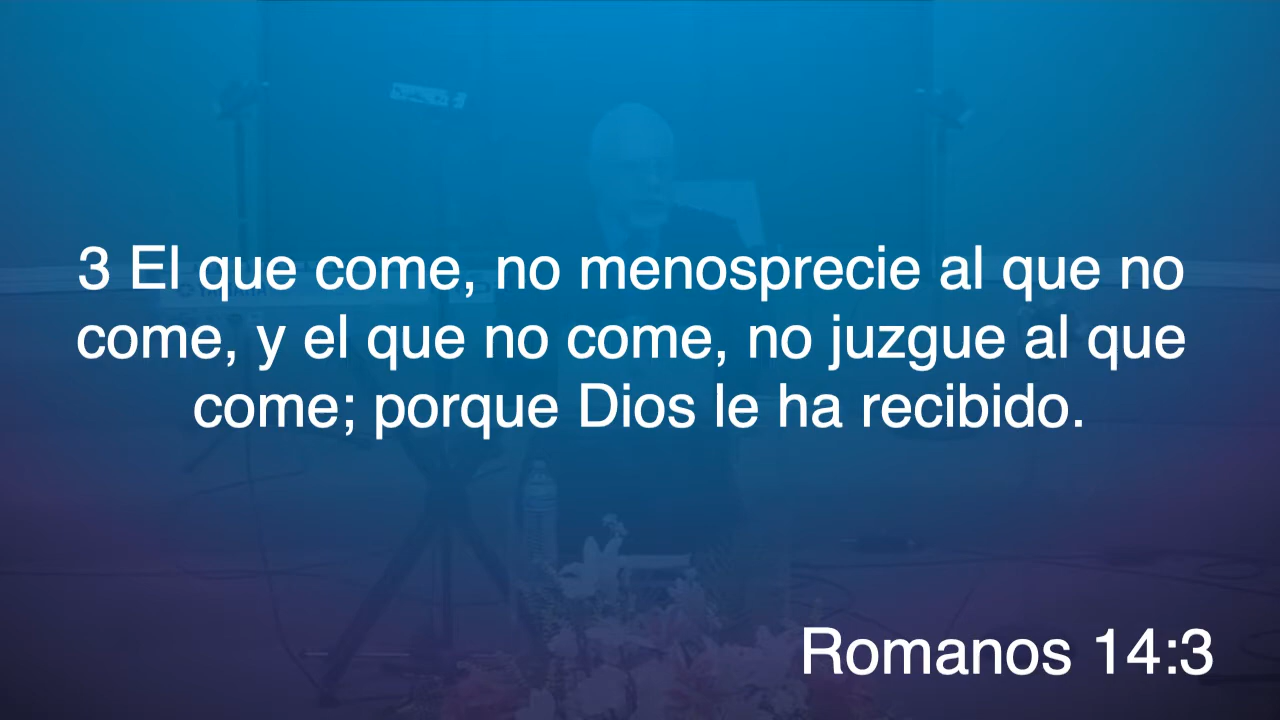 3 El que come, no menosprecie al que no
come, y el que no come, no juzgue al que
come; porque Dios le ha recibido.
Romanos 14:3